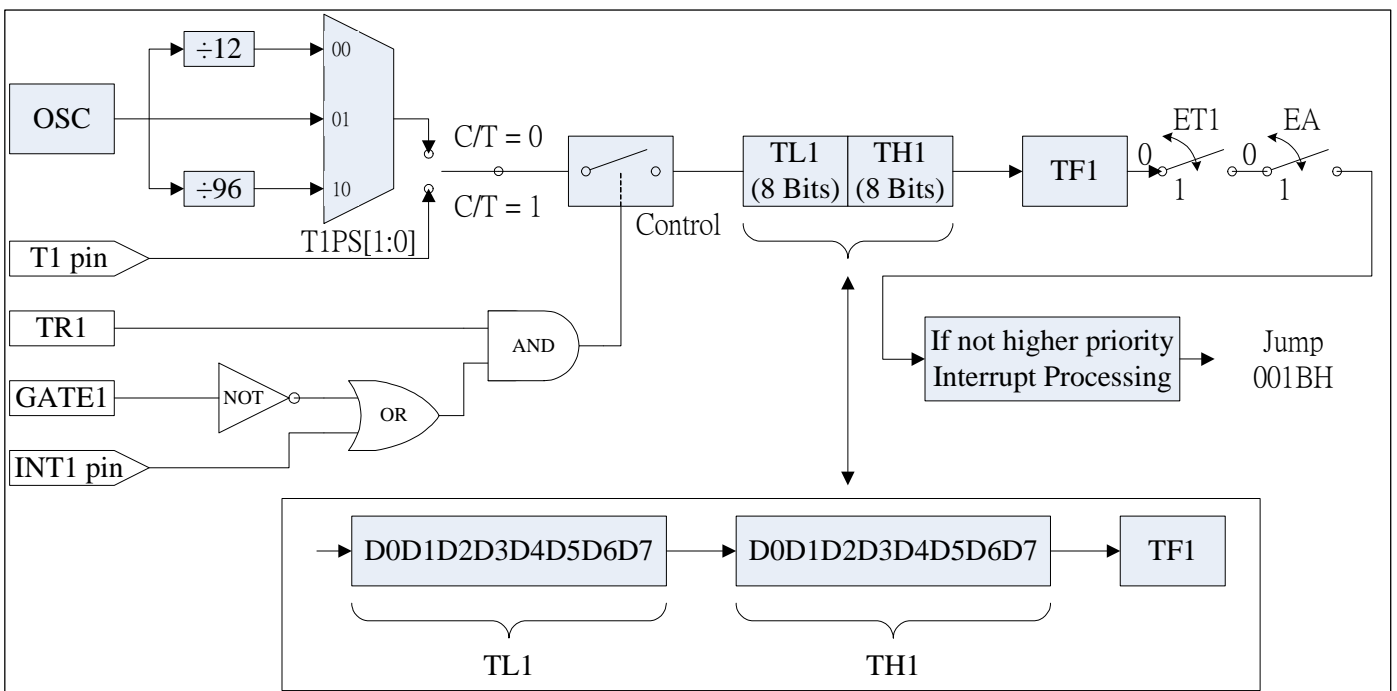 OSC
÷12
÷96
00
01
10
T1PS[1:0]
C/T = 0
C/T = 1
Control
TL1
(8 Bits)
TH1
(8 Bits)
TF1
ET1
0
1
EA
0
1
T1 pin
TR1
GATE1
INT1 pin
NOT
OR
AND
If not higher priority
Interrupt Processing
Jump
001BH
D0D1D2D3D4D5D6D7
D0D1D2D3D4D5D6D7
TF1
TL1
TH1